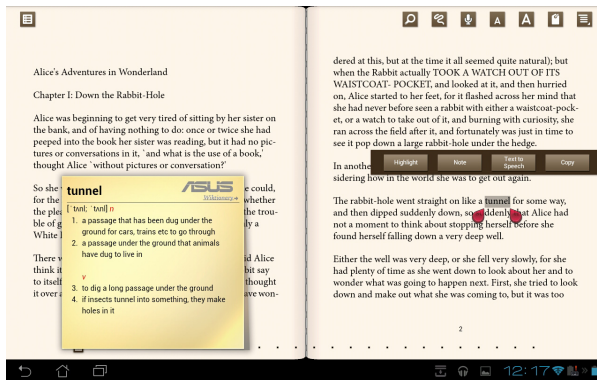 Alice's Adventures in Wonderland
Chapter I: Down the Rabbit-Hole
Alice was beginning to get very tired of sitting by her sister on
the bank, and of having nothing to do: once or twice she had
peeped into the book her sister was reading, but it had no pic-
tures or conversations in it, `and what is the use of a book,'
thought Alice `without pictures or conversation?'
So she
e could,
for the
whether
the plea
the trou-
ble of g
ly a
White
There w
id Alice
think it
bit say
to itself
thought
it over a
ave won-
tunnel
ASUS
Wiktionary
[ˈtʌnl; ˈtʌnl] n
1. a passage that has been dug under the
ground for cars, trains etc to go through
2. a passage under the ground that animals
have dug to live in
v
3. to dig a long passage under the ground
4. if insects tunnel into something, they make
holes in it
A
A
dered at this, but at the time it all seemed quite natural); but
when the Rabbit actually TOOK A WATCH OUT OF ITS
WAISTCOAT- POCKET, and looked at it, and then hurried
on, Alice started to her feet, for it flashed across her mind that
she had never before seen a rabbit with either a waistcoat-pock-
et, or a watch to take out of it, and burning with curiosity, she
ran across the field after it, and fortunately was just in time to
see it pop down a large rabbit-hole under the hedge.
Highlight
Note
Text to
Speech
Copy
In anothe
sidering how in the world she was to get out again.
The rabbit-hole went straight on like a tunnel for some way,
and then dipped suddenly down, so suddenly that Alice had
not a moment to think about stopping herself before she
found herself falling down a very deep well.
Either the well was very deep, or she fell very slowly, for she
had plenty of time as she went down to look about her and to
wonder what was going to happen next. First, she tried to look
down and make out what she was coming to, but it was too
2
12:17